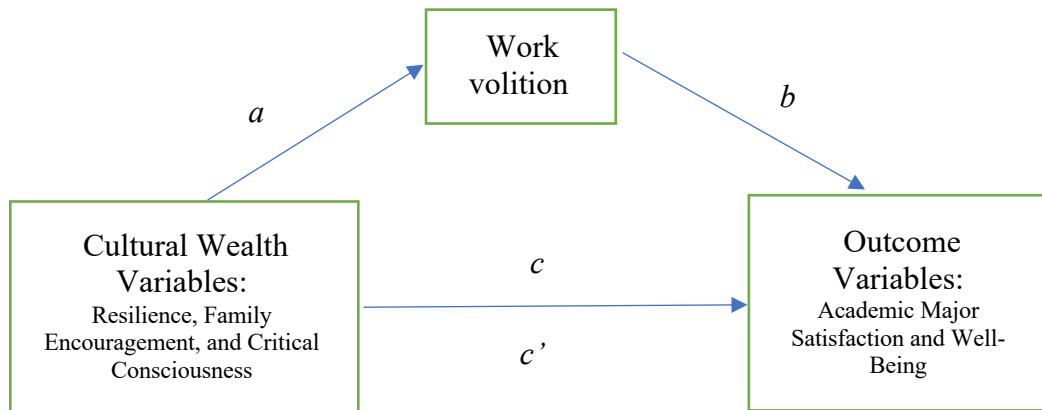 Work
volition
a
b
Cultural Wealth
Variables:
Resilience, Family
Encouragement, and Critical
Consciousness
c
c’
Outcome
Variables:
Academic Major
Satisfaction and Well-
Being